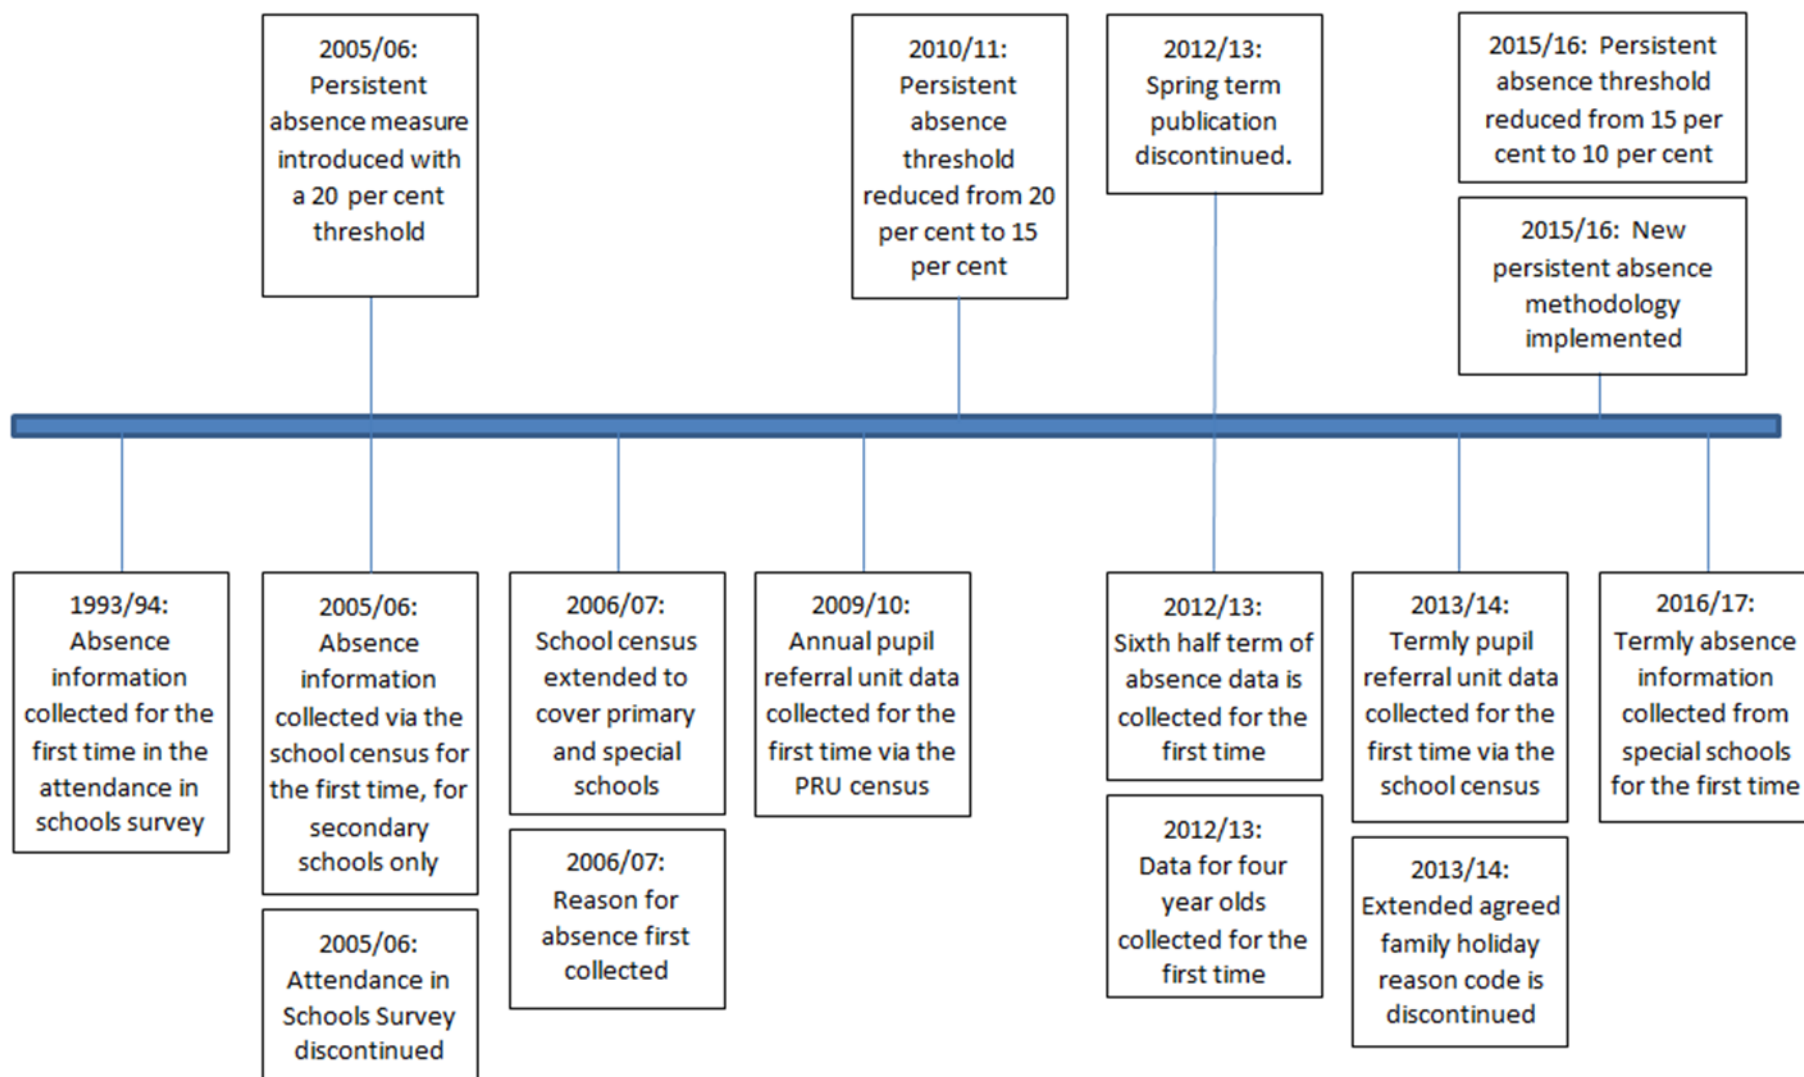 2005/06:
Persistent
absence measure
introduced with
a 20 per cent
threshold
2010/11:
Persistent
absence
threshold
reduced from 20
per cent to 15
per cent
2012/13:
Spring term
publication
discontinued.
2015/16: Persistent
absence threshold
reduced from 15 per
cent to 10 per cent
2015/16: New
persistent absence
methodology
implemented
1993/94:
Absence
information
collected for the
first time in the
attendance in
schools survey
2005/06:
Absence
information
collected via the
school census for
the first time, for
secondary
schools only
2005/06:
Attendance in
Schools Survey
discontinued
2006/07:
School census
extended to
cover primary
and special
schools
2006/07:
Reason for
absence first
collected
2009/10:
Annual pupil
referral unit data
collected for the
first time via the
PRU census
2012/13:
Sixth half term of
absence data is
collected for the
first time
2012/13:
Data for four
year olds
collected for the
first time
2013/14:
Termly pupil
referral unit data
collected for the
first time via the
school census
2013/14:
Extended agreed
family holiday
reason code is
discontinued
2016/17:
Termly absence
information
collected from
special schools
for the first time